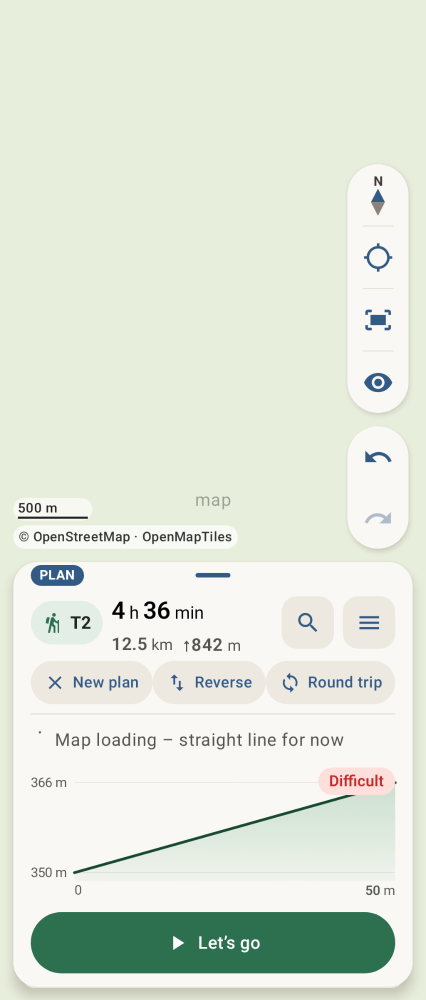 N
map
500 m
© OpenStreetMap · OpenMapTiles
PLAN
T2
4 h 36 min
12.5 km ↑842 m
New plan
Reverse
Round trip
Map loading – straight line for now
Difficult
366 m
350 m
0
50 m
Let’s go